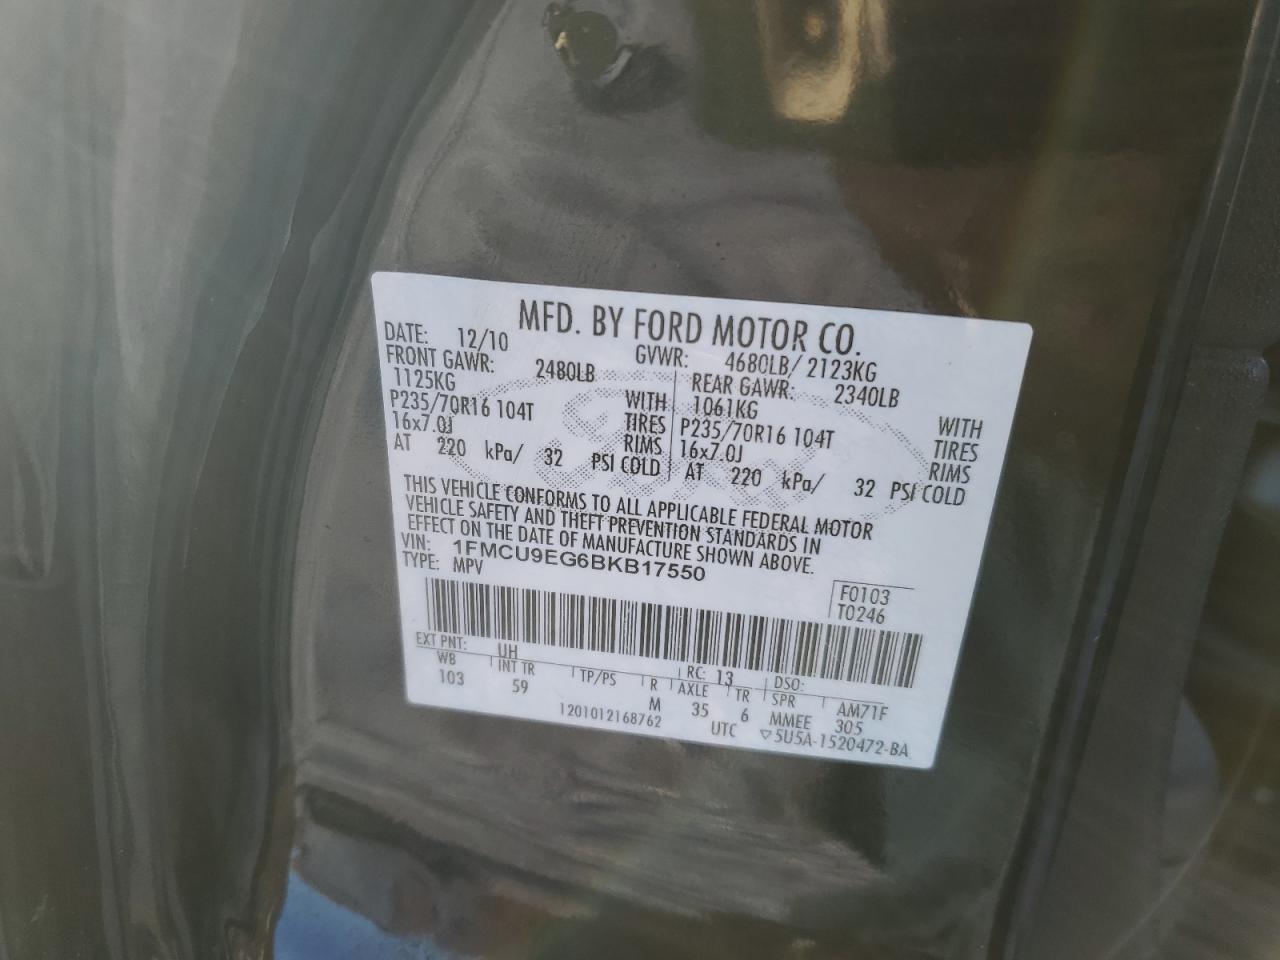 MFD. BY FORD MOTOR CO.
DATE: 12/10 GVWR: 4680LB/ 2123KG
FRONT GAWR: 2480LB REAR GAWR: 2340LB
1125KG WITH 1061KG WITH
P235/70R16 104T TIRES P235/70R16 104T TIRES
16x7.0J RIMS 16x7.0J RIMS
AT 220 kPa/ 32 PSI COLD AT 220 kPa/ 32 PSI COLD
THIS VEHICLE CONFORMS TO ALL APPLICABLE FEDERAL MOTOR
VEHICLE SAFETY AND THEFT PREVENTION STANDARDS IN
EFFECT ON THE DATE OF MANUFACTURE SHOWN ABOVE.
VIN: 1FMCU9EG6BKB17550
TYPE: MPV
F0103
T0246
EXT PNT: UH RC: 13 DSO:
WB INT TR TP/PS R AXLE TR SPR AM71F
103 59 M 35 6 MMEE 305
1201012168762 UTC ▽5U5A-1520472-BA